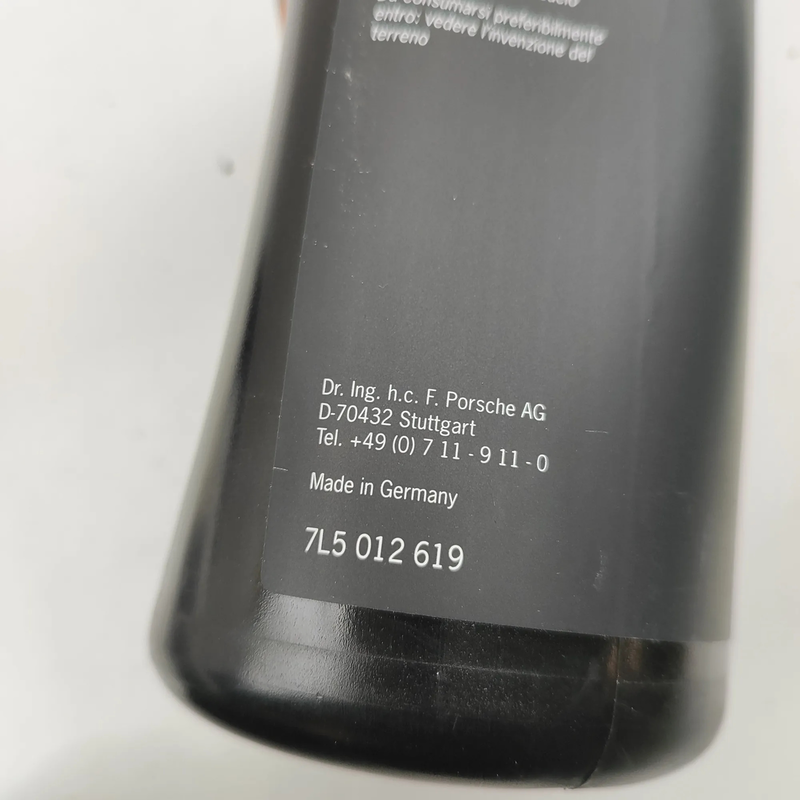 consumarsi preferibilmente
entro: vedere l'invenzione del
terreno
Dr. Ing. h.c. F. Porsche AG
D-70432 Stuttgart
Tel. +49 (0) 7 11 - 9 11 - 0
Made in Germany
7L5 012 619